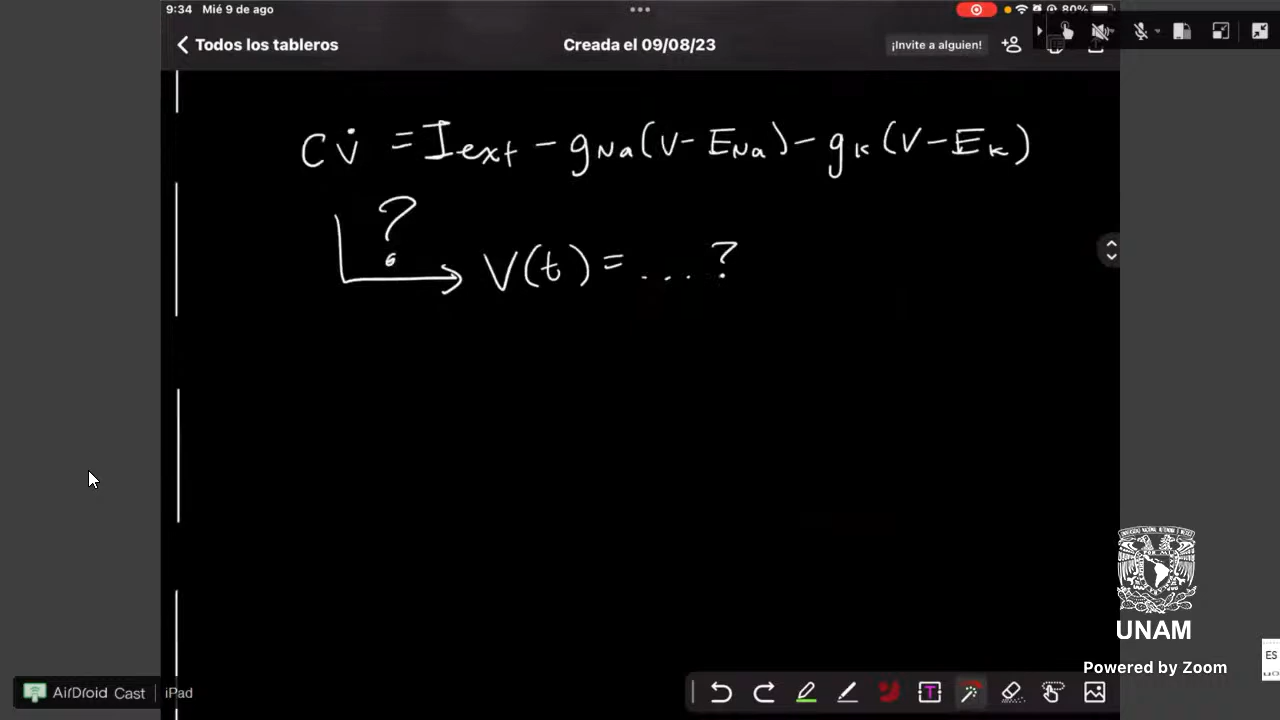 9:34 Mié 9 de ago
80%
Todos los tableros
Creada el 09/08/23
¡Invite a alguien!
CV̇ = Iext - gNa(V-ENa) - gK(V-EK)
?
V(t) = ....?
UNAM
Powered by Zoom
ES
AirDroid Cast
iPad
T